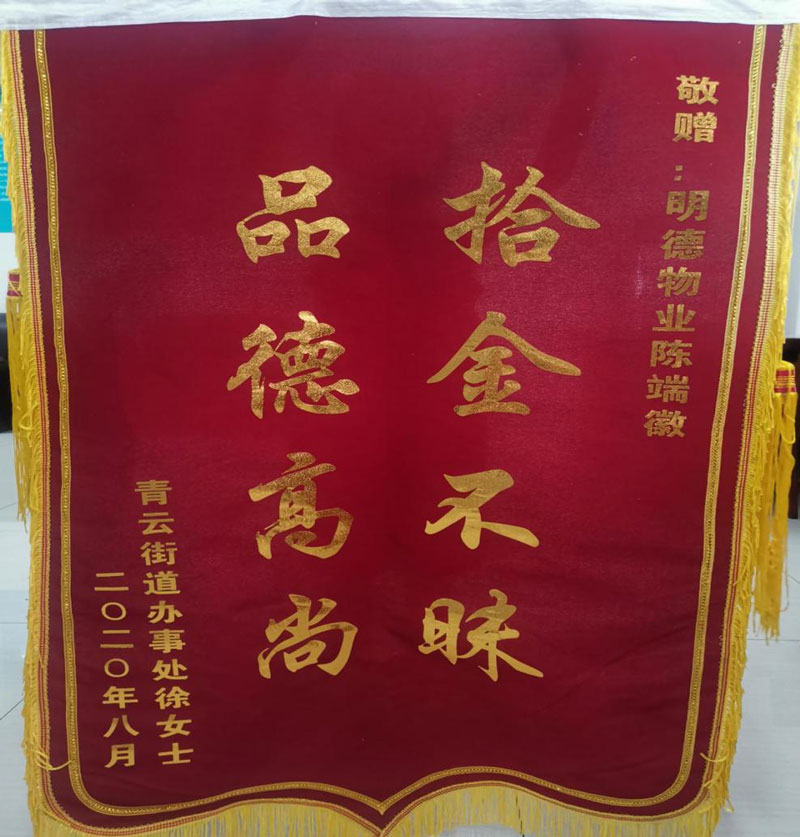 敬赠：明德物业陈端徽
拾金不昧
品德高尚
青云街道办事处徐女士
二〇二〇年八月